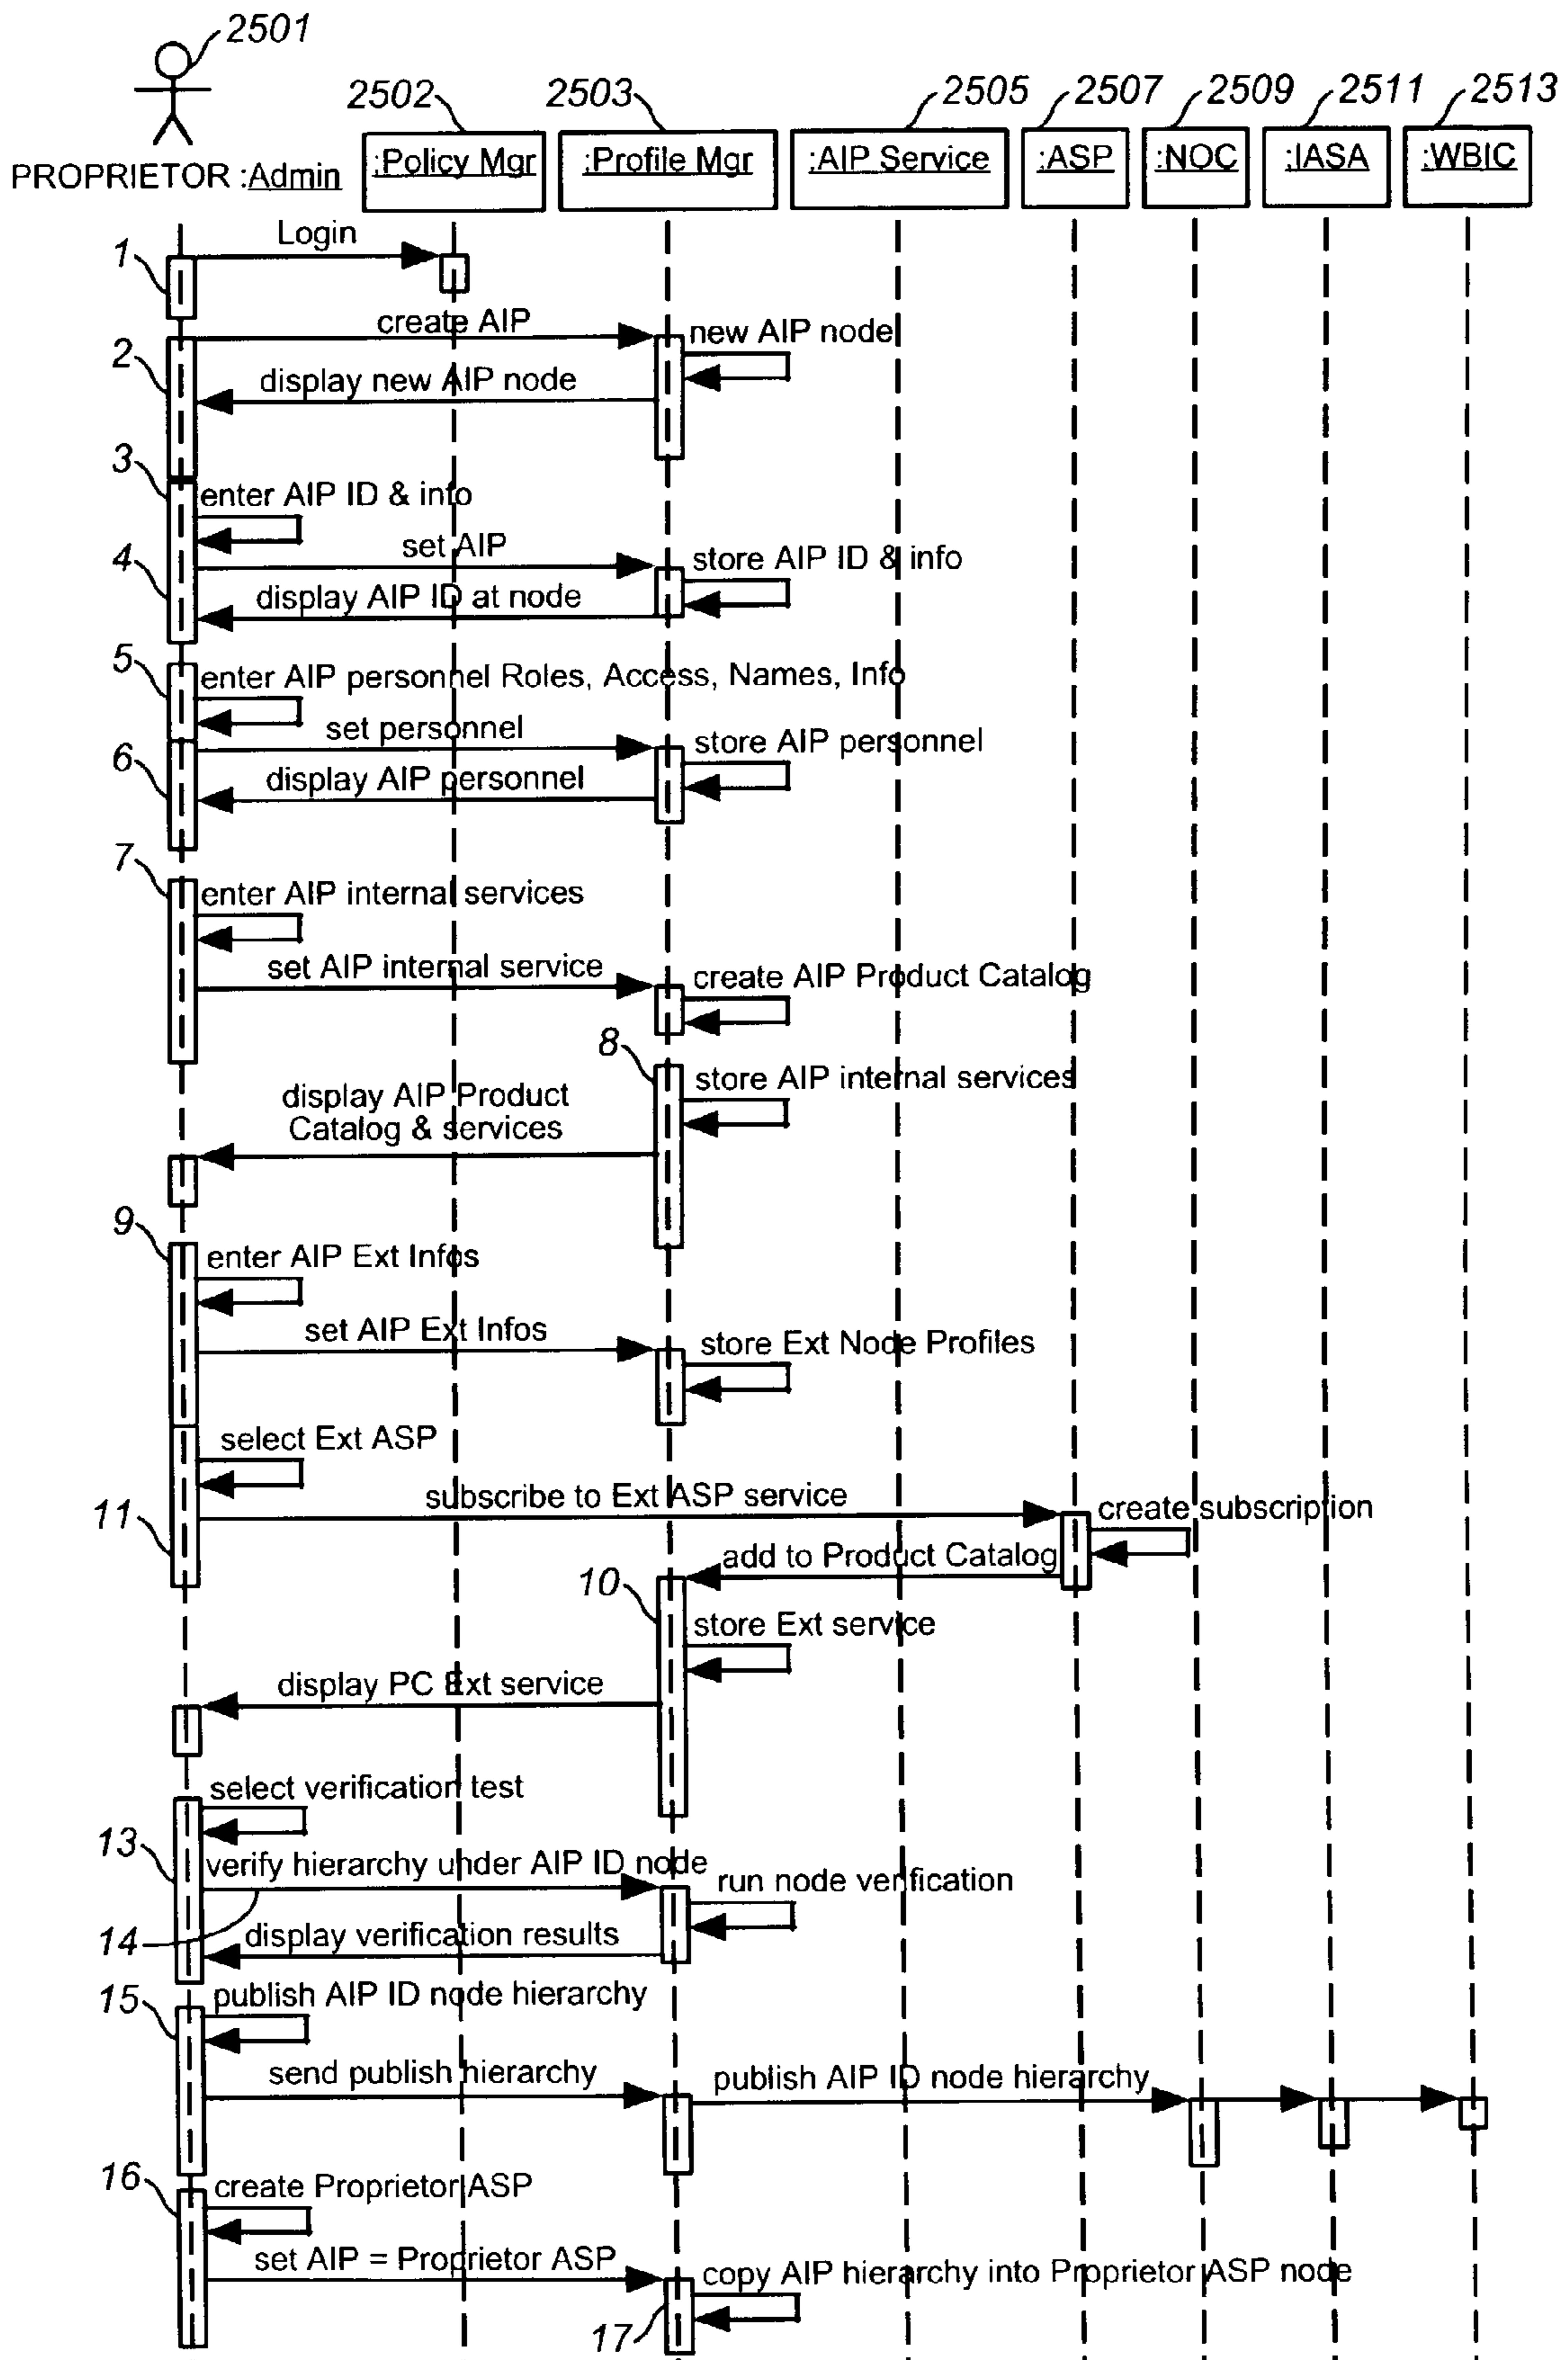 2501
2502
2503
2505
2507
2509
2511
2513
PROPRIETOR :Admin
:Policy Mgr
:Profile Mgr
:AIP Service
:ASP
:NOC
:IASA
:WBIC
1
Login
2
create AIP
new AIP node
display new AIP node
3
enter AIP ID & info
4
set AIP
store AIP ID & info
display AIP ID at node
5
enter AIP personnel Roles, Access, Names, Info
6
set personnel
store AIP personnel
display AIP personnel
7
enter AIP internal services
set AIP internal service
create AIP Product Catalog
8
store AIP internal services
display AIP Product
Catalog & services
9
enter AIP Ext Infos
set AIP Ext Infos
store Ext Node Profiles
select Ext ASP
11
subscribe to Ext ASP service
create subscription
add to Product Catalog
10
store Ext service
display PC Ext service
select verification test
13
verify hierarchy under AIP ID node
run node verification
14
display verification results
15
publish AIP ID node hierarchy
send publish hierarchy
publish AIP ID node hierarchy
16
create Proprietor ASP
set AIP = Proprietor ASP
copy AIP hierarchy into Proprietor ASP node
17